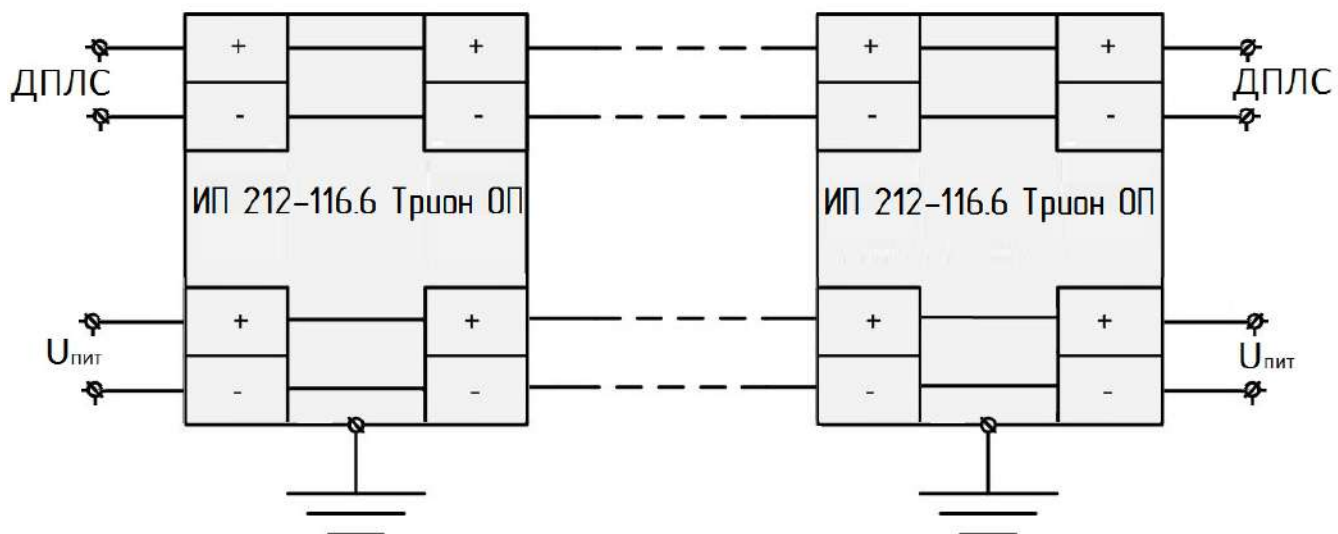 + + + +
ДПЛС ДПЛС
- - - -
ИП 212-116.6 Трион ОП ИП 212-116.6 Трион ОП
+ + + +
Uпит Uпит
- - - -